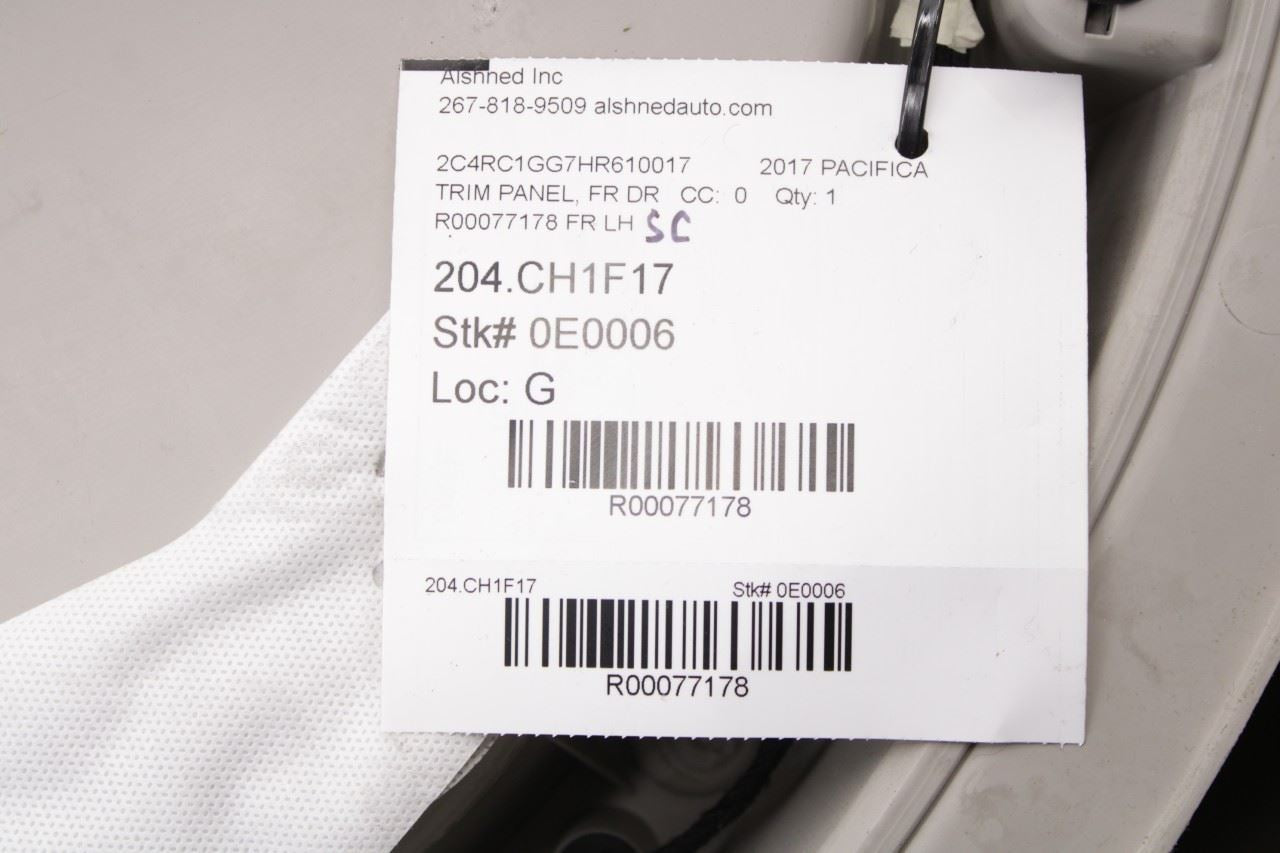 Alshned Inc
267-818-9509 alshnedauto.com
2C4RC1GG7HR610017 2017 PACIFICA
TRIM PANEL, FR DR CC: 0 Qty: 1
R00077178 FR LH SC
204.CH1F17
Stk# 0E0006
Loc: G
R00077178
204.CH1F17 Stk# 0E0006
R00077178